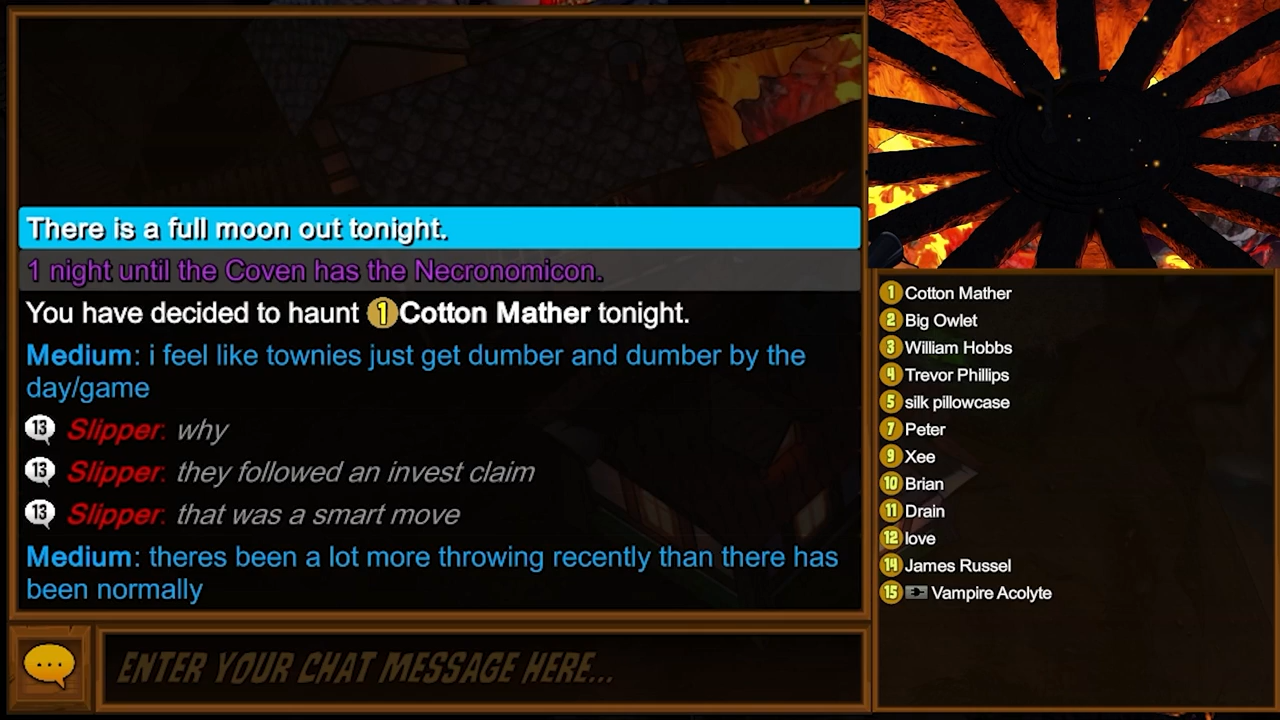 There is a full moon out tonight.
1 night until the Coven has the Necronomicon.
You have decided to haunt 1 Cotton Mather tonight.
Medium: i feel like townies just get dumber and dumber by the
day/game
13 Slipper: why
13 Slipper: they followed an invest claim
13 Slipper: that was a smart move
Medium: theres been a lot more throwing recently than there has
been normally
ENTER YOUR CHAT MESSAGE HERE...
1 Cotton Mather
2 Big Owlet
3 William Hobbs
4 Trevor Phillips
5 silk pillowcase
7 Peter
9 Xee
10 Brian
11 Drain
12 love
14 James Russel
15 Vampire Acolyte